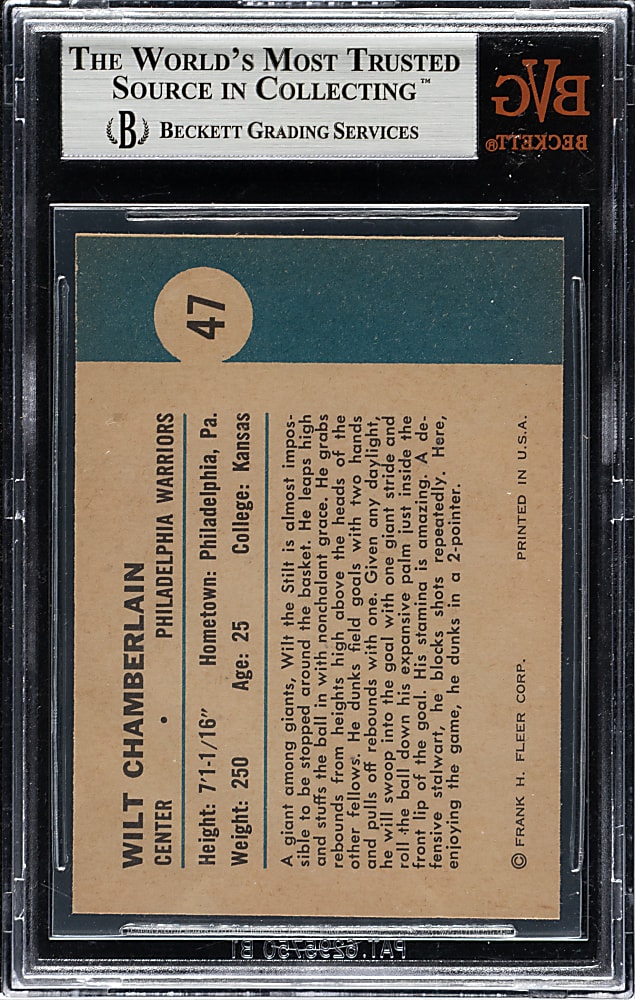 THE WORLD'S MOST TRUSTED
SOURCE IN COLLECTING™
B BECKETT GRADING SERVICES
BVG
BECKETT®
47
WILT CHAMBERLAIN
CENTER • PHILADELPHIA WARRIORS
Height: 7'1-1/16" Hometown: Philadelphia, Pa.
Weight: 250 Age: 25 College: Kansas
A giant among giants, Wilt the Stilt is almost impos-
sible to be stopped around the basket. He leaps high
and stuffs the ball in with nonchalant grace. He grabs
rebounds from heights high above the heads of the
other fellows. He dunks field goals with two hands
and pulls off rebounds with one. Given any daylight,
he will swoop into the goal with one giant stride and
roll the ball down his expansive palm just inside the
front lip of the goal. His stamina is amazing. A de-
fensive stalwart, he blocks shots repeatedly. Here,
enjoying the game, he dunks in a 2-pointer.
© FRANK H. FLEER CORP. PRINTED IN U.S.A.